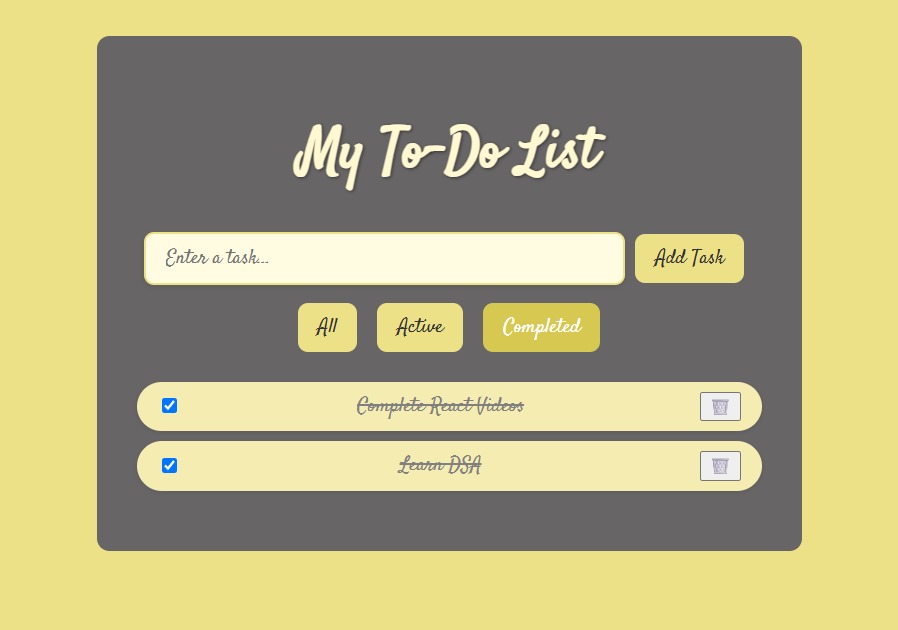 My To-Do List
Enter a task...
Add Task
All
Active
Completed
Complete React Videos
Learn DSA